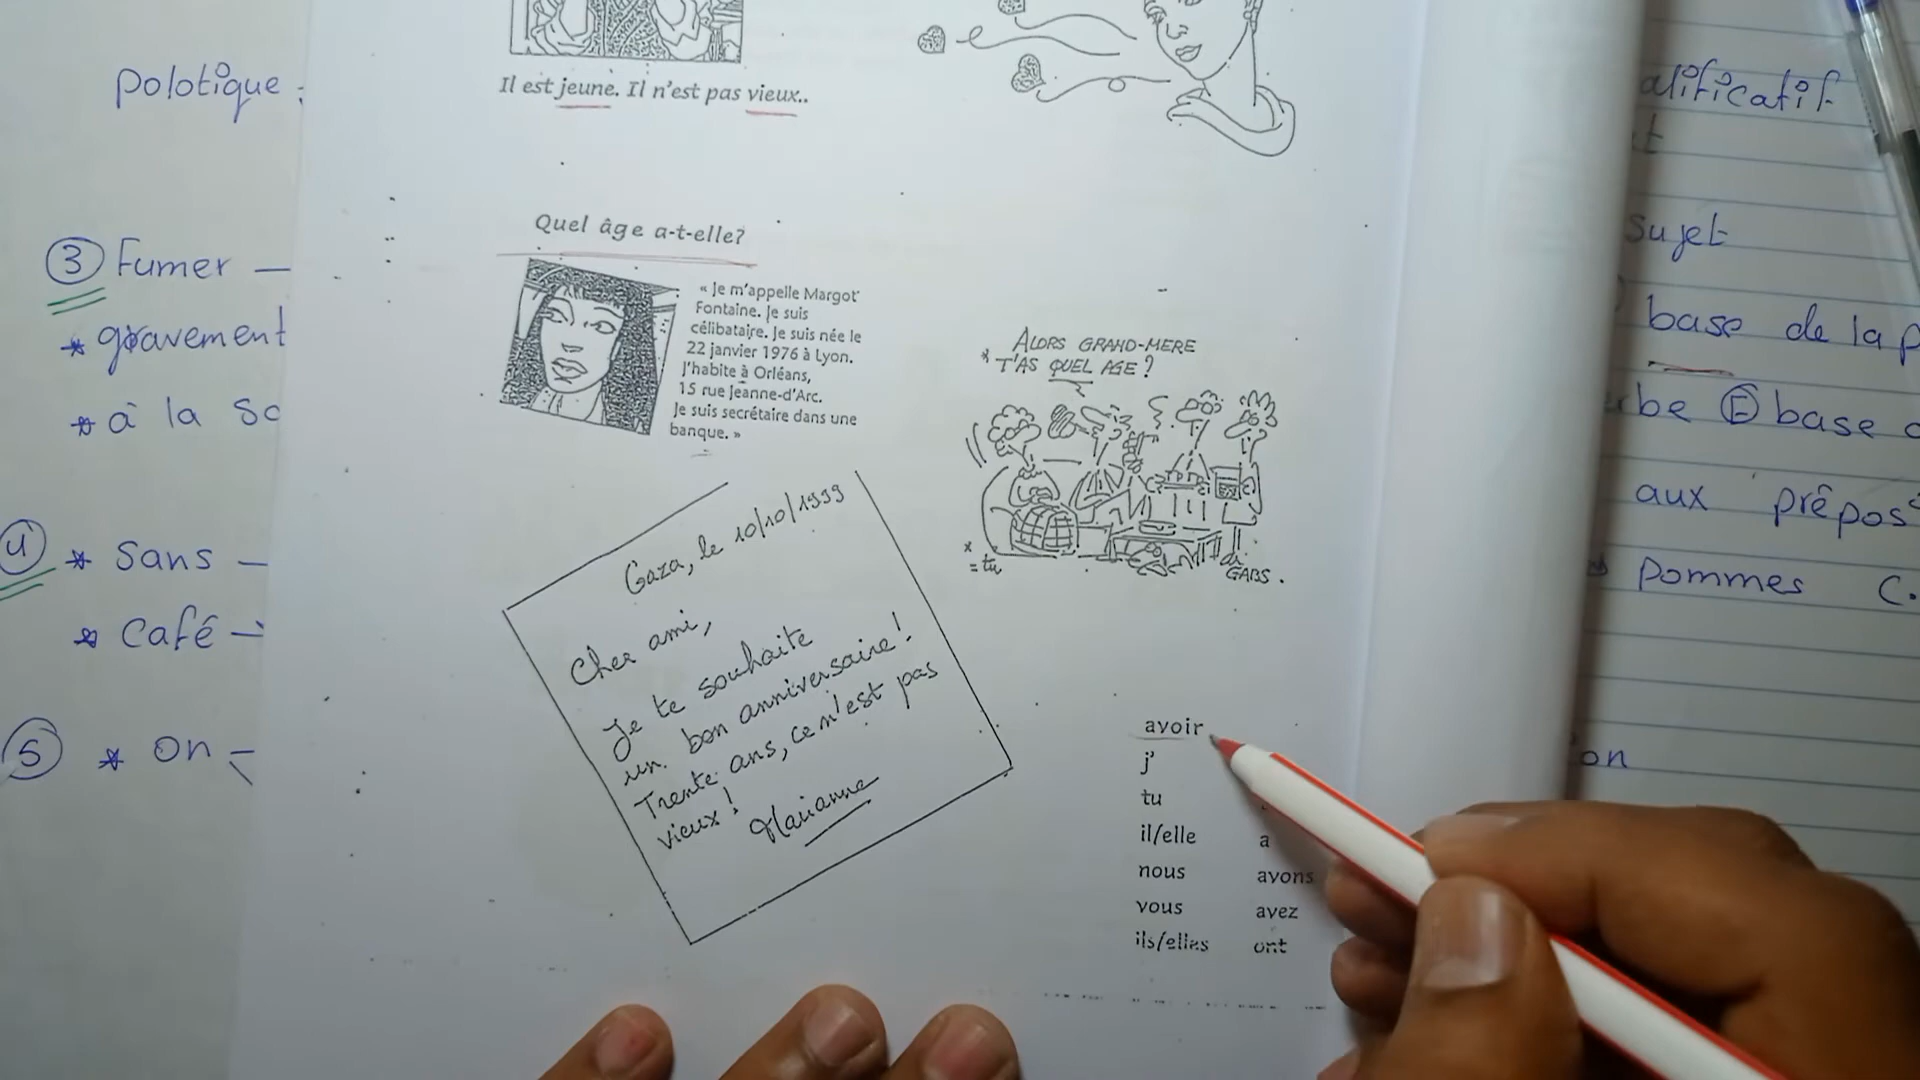 polotique :
③ Fumer —
* gravement
* à la
④ * Sans —
* Café —
⑤ * On —
Il est jeune. Il n'est pas vieux..
Quel âge a-t-elle?
« Je m'appelle Margot
Fontaine. Je suis
célibataire. Je suis née le
22 janvier 1976 à Lyon.
J'habite à Orléans,
15 rue Jeanne-d'Arc.
Je suis secrétaire dans une
banque. »
ALORS GRAND-MERE
* T'AS QUEL AGE ?
* = tu
GABS.
Gaza, le 10/10/1999
Cher ami,
Je te souhaite
un bon anniversaire!
Trente ans, ce n'est pas
vieux !
Marianne
avoir
j'
tu
il/elle a
nous avons
vous avez
ils/elles ont
alificatif
sujet
base de la p
be Ⓔ base
aux prépos
pommes C.
on